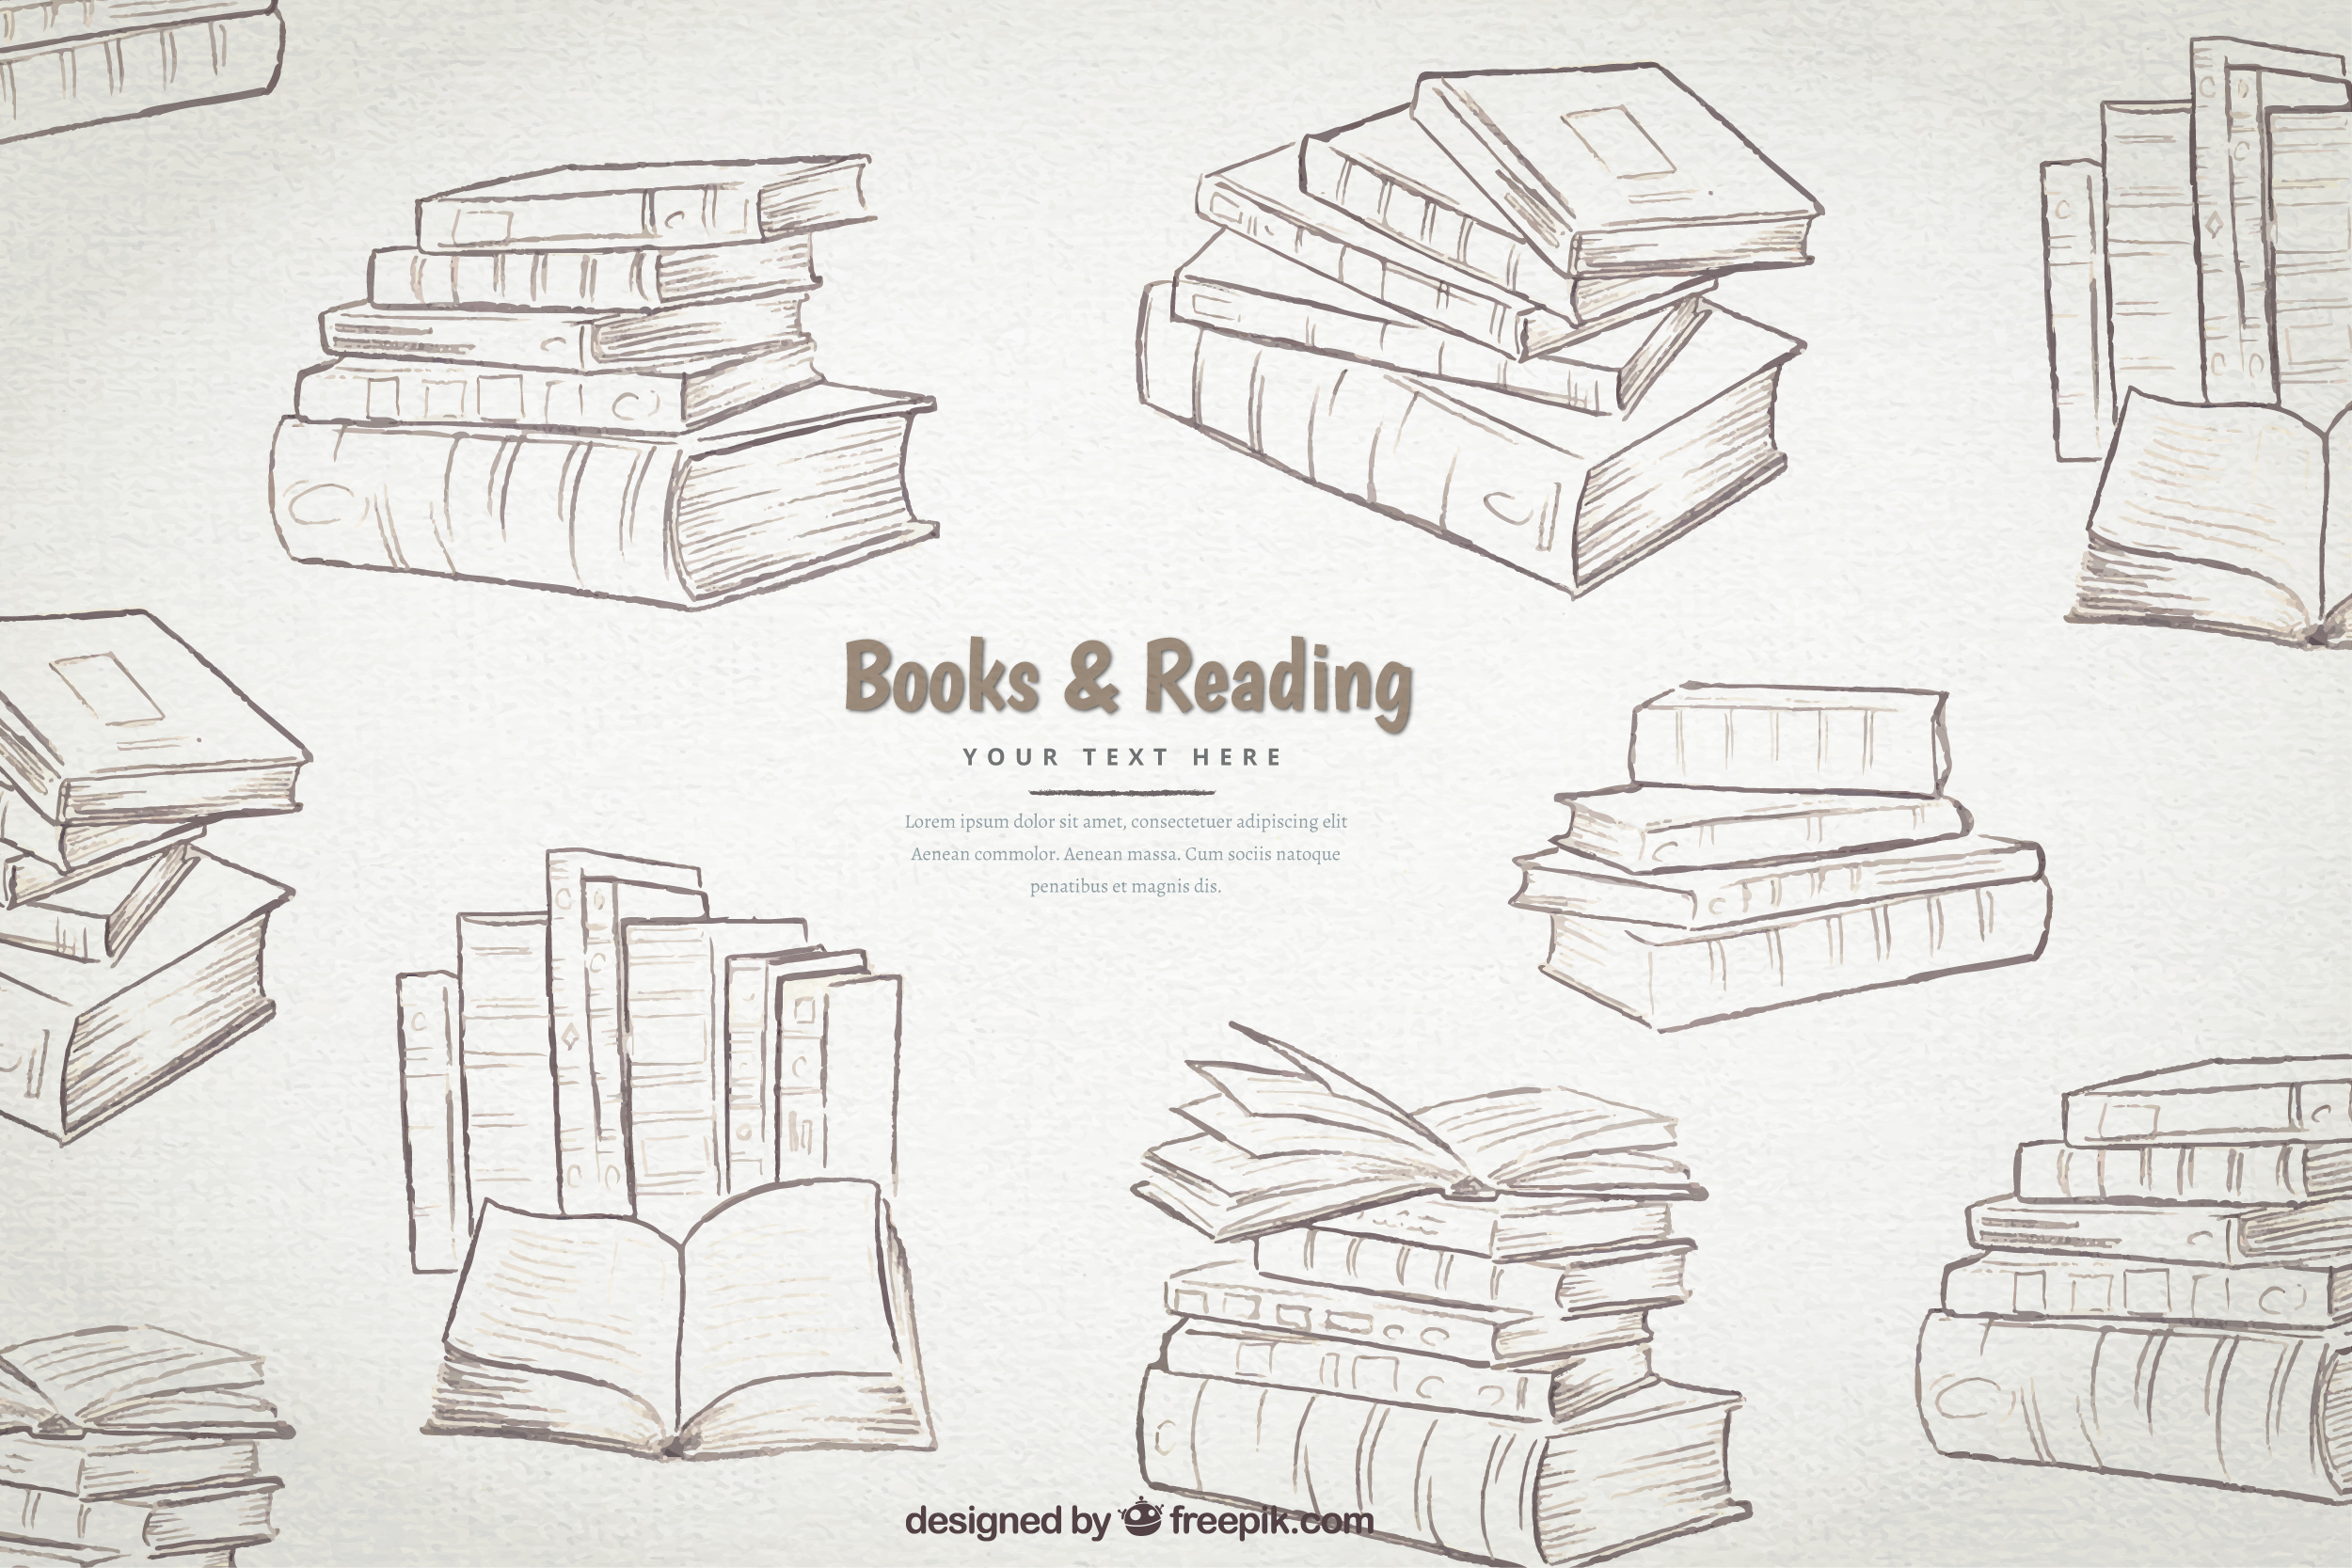 Books & Reading
YOUR TEXT HERE
Lorem ipsum dolor sit amet, consectetuer adipiscing elit
Aenean commolor. Aenean massa. Cum sociis natoque
penatibus et magnis dis.
designed by freepik.com